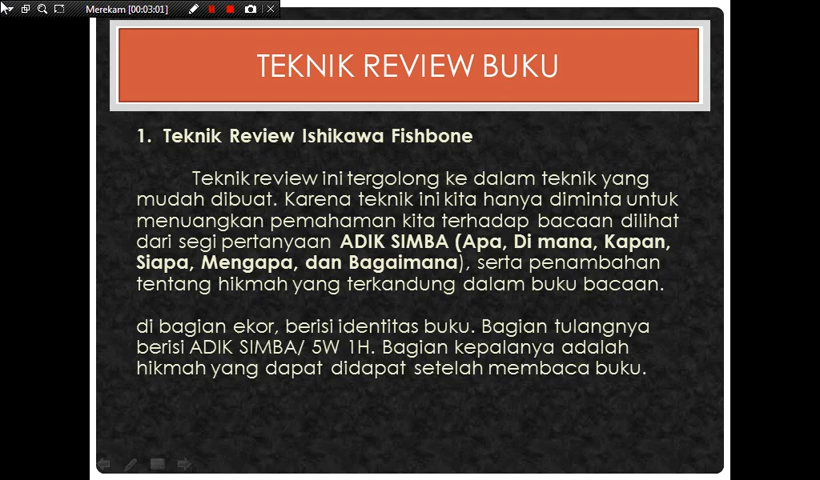 Merekam [00:03:01]
TEKNIK REVIEW BUKU
1. Teknik Review Ishikawa Fishbone
Teknik review ini tergolong ke dalam teknik yang
mudah dibuat. Karena teknik ini kita hanya diminta untuk
menuangkan pemahaman kita terhadap bacaan dilihat
dari segi pertanyaan ADIK SIMBA (Apa, Di mana, Kapan,
Siapa, Mengapa, dan Bagaimana), serta penambahan
tentang hikmah yang terkandung dalam buku bacaan.
di bagian ekor, berisi identitas buku. Bagian tulangnya
berisi ADIK SIMBA/ 5W 1H. Bagian kepalanya adalah
hikmah yang dapat didapat setelah membaca buku.